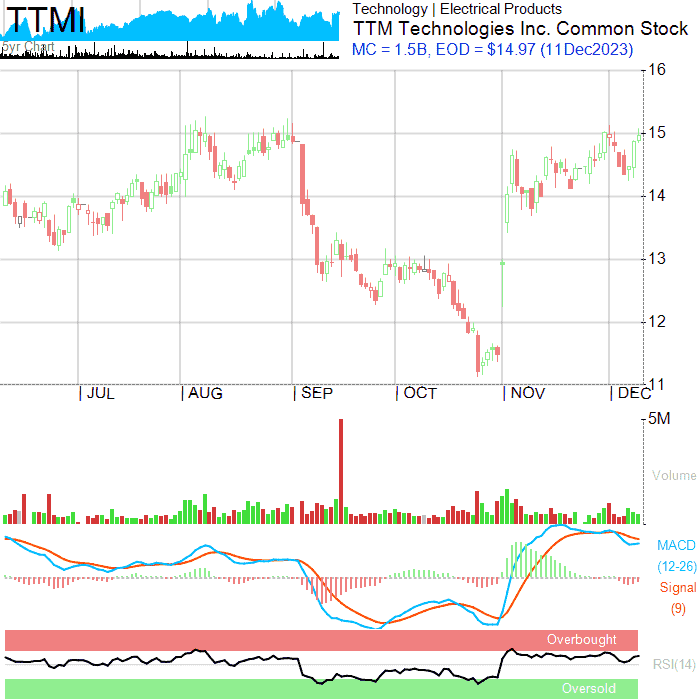 TTMI
5yr Chart
Technology | Electrical Products
TTM Technologies Inc. Common Stock
MC = 1.5B, EOD = $14.97 (11Dec2023)
16
15
14
13
12
11
JUL
AUG
SEP
OCT
NOV
DEC
5M
Volume
MACD
(12-26)
Signal
(9)
Overbought
RSI(14)
Oversold